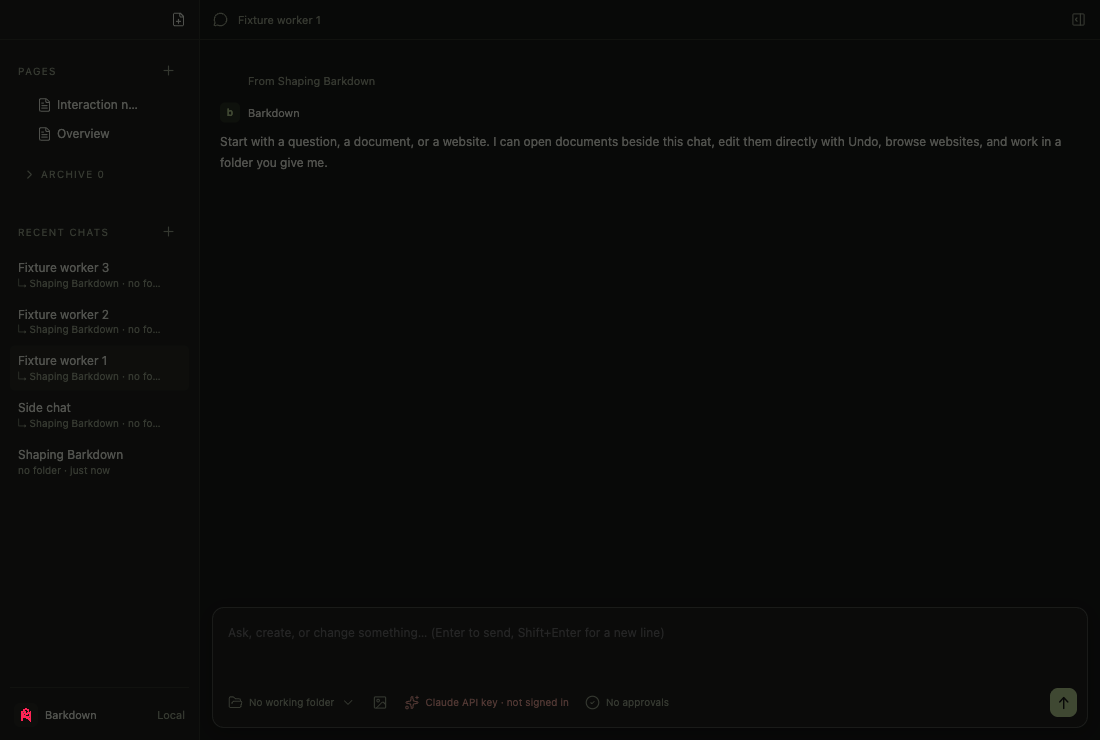 Fixture worker 1
PAGES
Interaction n...
Overview
ARCHIVE 0
RECENT CHATS
Fixture worker 3
Shaping Barkdown · no fo...
Fixture worker 2
Shaping Barkdown · no fo...
Fixture worker 1
Shaping Barkdown · no fo...
Side chat
Shaping Barkdown · no fo...
Shaping Barkdown
no folder · just now
Barkdown
Local
From Shaping Barkdown
b Barkdown
Start with a question, a document, or a website. I can open documents beside this chat, edit them directly with Undo, browse websites, and work in a
folder you give me.
Ask, create, or change something... (Enter to send, Shift+Enter for a new line)
No working folder
Claude API key · not signed in
No approvals